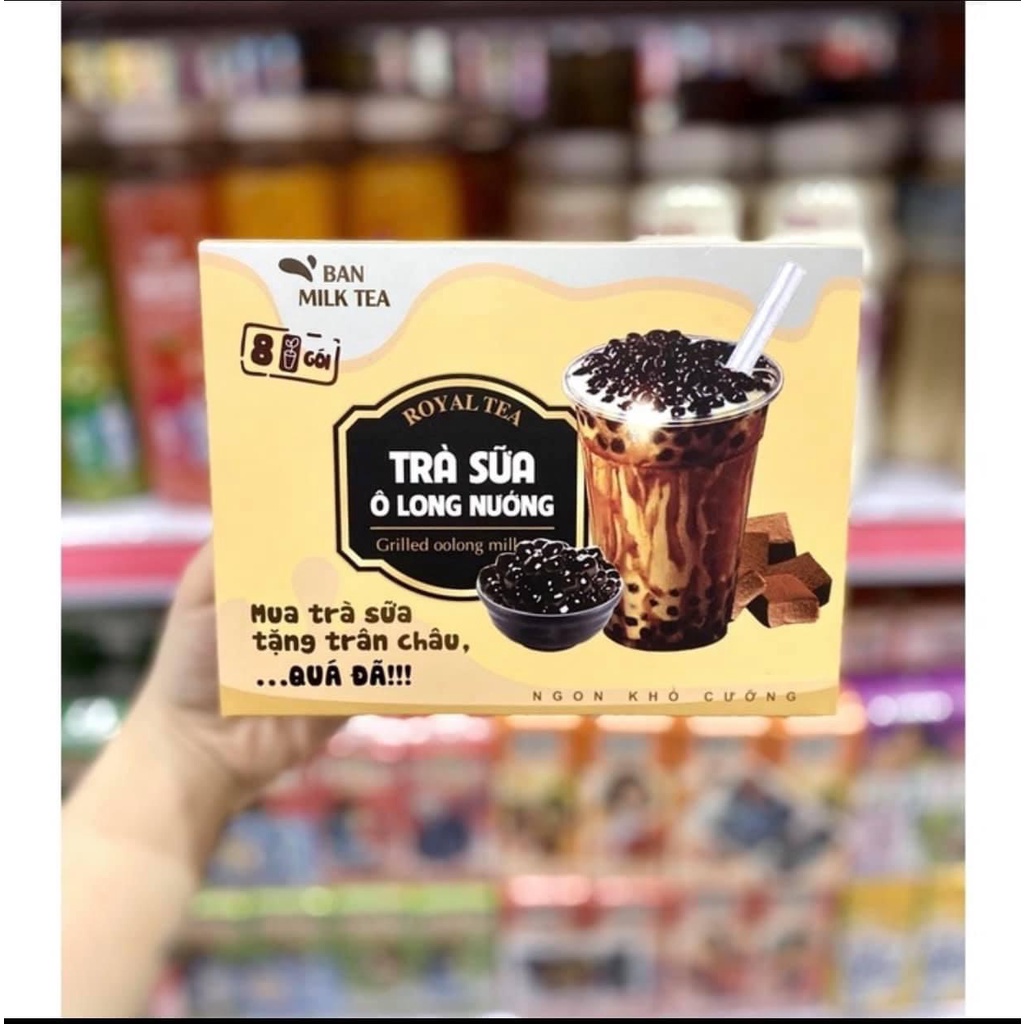 BAN
MILK TEA
8 GÓI
ROYAL TEA
TRÀ SỮA
Ô LONG NƯỚNG
Grilled oolong mil
Mua trà sữa
tặng trân châu,
...QUÁ ĐÃ!!!
NGON KHÓ CƯỠNG